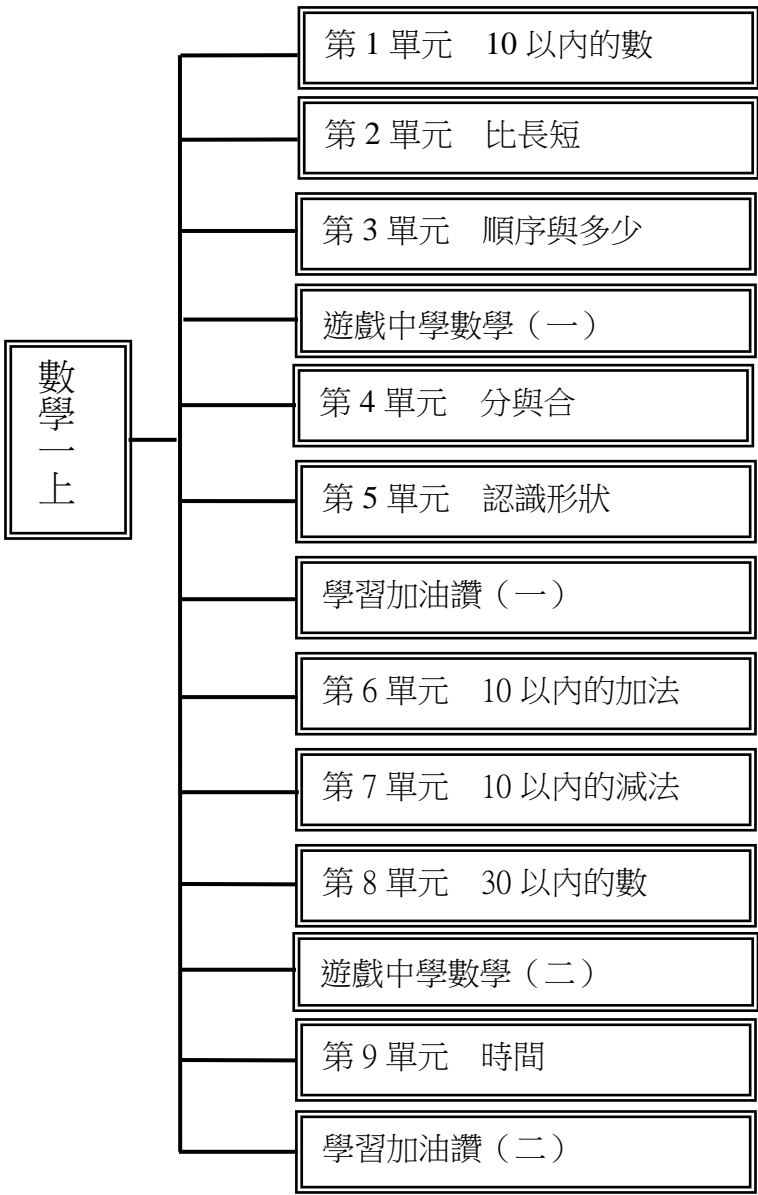 數學一上
第 1 單元　10 以內的數
第 2 單元　比長短
第 3 單元　順序與多少
遊戲中學數學（一）
第 4 單元　分與合
第 5 單元　認識形狀
學習加油讚（一）
第 6 單元　10 以內的加法
第 7 單元　10 以內的減法
第 8 單元　30 以內的數
遊戲中學數學（二）
第 9 單元　時間
學習加油讚（二）